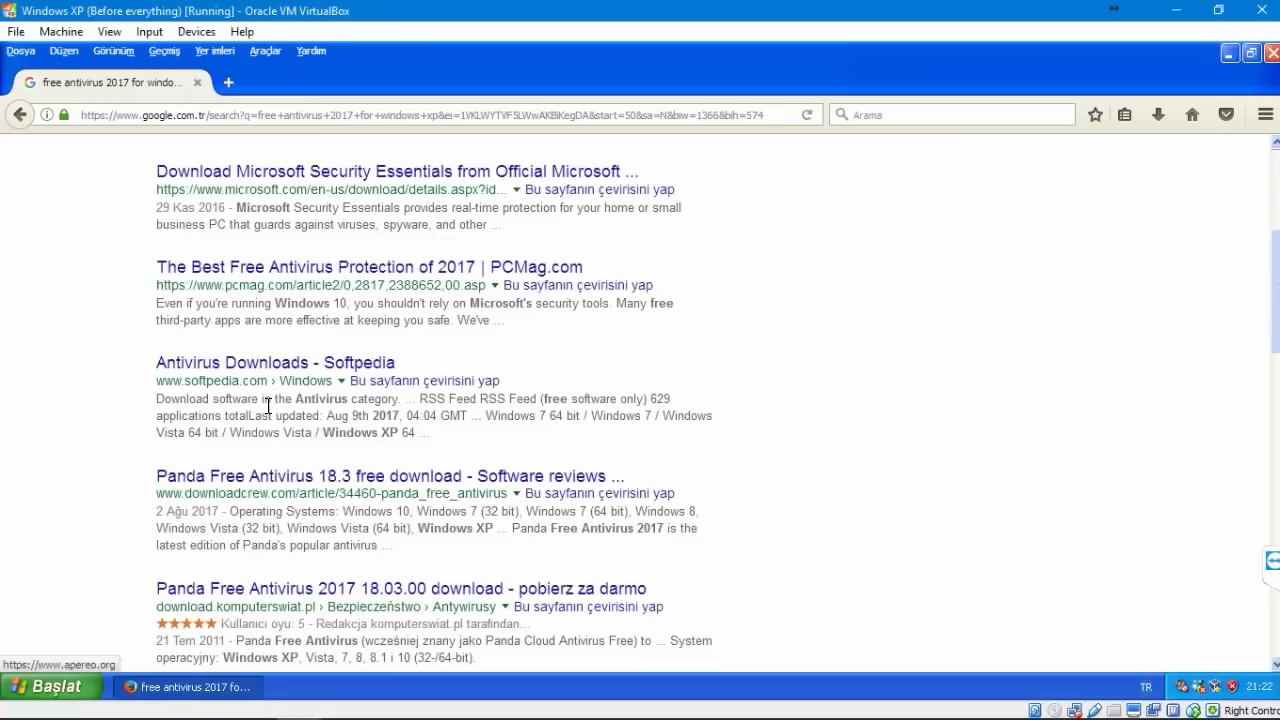 Windows XP (Before everything) [Running] - Oracle VM VirtualBox
File Machine View Input Devices Help
Dosya Düzen Görünüm Geçmiş Yer imleri Araçlar Yardım
free antivirus 2017 for windo...
https://www.google.com.tr/search?q=free+antivirus+2017+for+windows+xp&ei=1VKLWYTVF5LWwAKBiKegDA&start=50&sa=N&biw=1366&bih=574
Arama
Download Microsoft Security Essentials from Official Microsoft ...
https://www.microsoft.com/en-us/download/details.aspx?id... Bu sayfanın çevirisini yap
29 Kas 2016 - Microsoft Security Essentials provides real-time protection for your home or small
business PC that guards against viruses, spyware, and other ...
The Best Free Antivirus Protection of 2017 | PCMag.com
https://www.pcmag.com/article2/0,2817,2388652,00.asp Bu sayfanın çevirisini yap
Even if you're running Windows 10, you shouldn't rely on Microsoft's security tools. Many free
third-party apps are more effective at keeping you safe. We've ...
Antivirus Downloads - Softpedia
www.softpedia.com › Windows Bu sayfanın çevirisini yap
Download software in the Antivirus category. ... RSS Feed RSS Feed (free software only) 629
applications totalLast updated: Aug 9th 2017, 04:04 GMT ... Windows 7 64 bit / Windows 7 / Windows
Vista 64 bit / Windows Vista / Windows XP 64 ...
Panda Free Antivirus 18.3 free download - Software reviews ...
www.downloadcrew.com/article/34460-panda_free_antivirus Bu sayfanın çevirisini yap
2 Ağu 2017 - Operating Systems: Windows 10, Windows 7 (32 bit), Windows 7 (64 bit), Windows 8,
Windows Vista (32 bit), Windows Vista (64 bit), Windows XP ... Panda Free Antivirus 2017 is the
latest edition of Panda's popular antivirus ...
Panda Free Antivirus 2017 18.03.00 download - pobierz za darmo
download.komputerswiat.pl › Bezpieczeństwo › Antywirusy Bu sayfanın çevirisini yap
Kullanıcı oyu: 5 - Redakcja komputerswiat.pl tarafından...
21 Tem 2011 - Panda Free Antivirus (wcześniej znany jako Panda Cloud Antivirus Free) to ... System
operacyjny: Windows XP, Vista, 7, 8, 8.1 i 10 (32-/64-bit).
https://www.apereo.org
Başlat
free antivirus 2017 fo...
TR
21:22
Right Contro